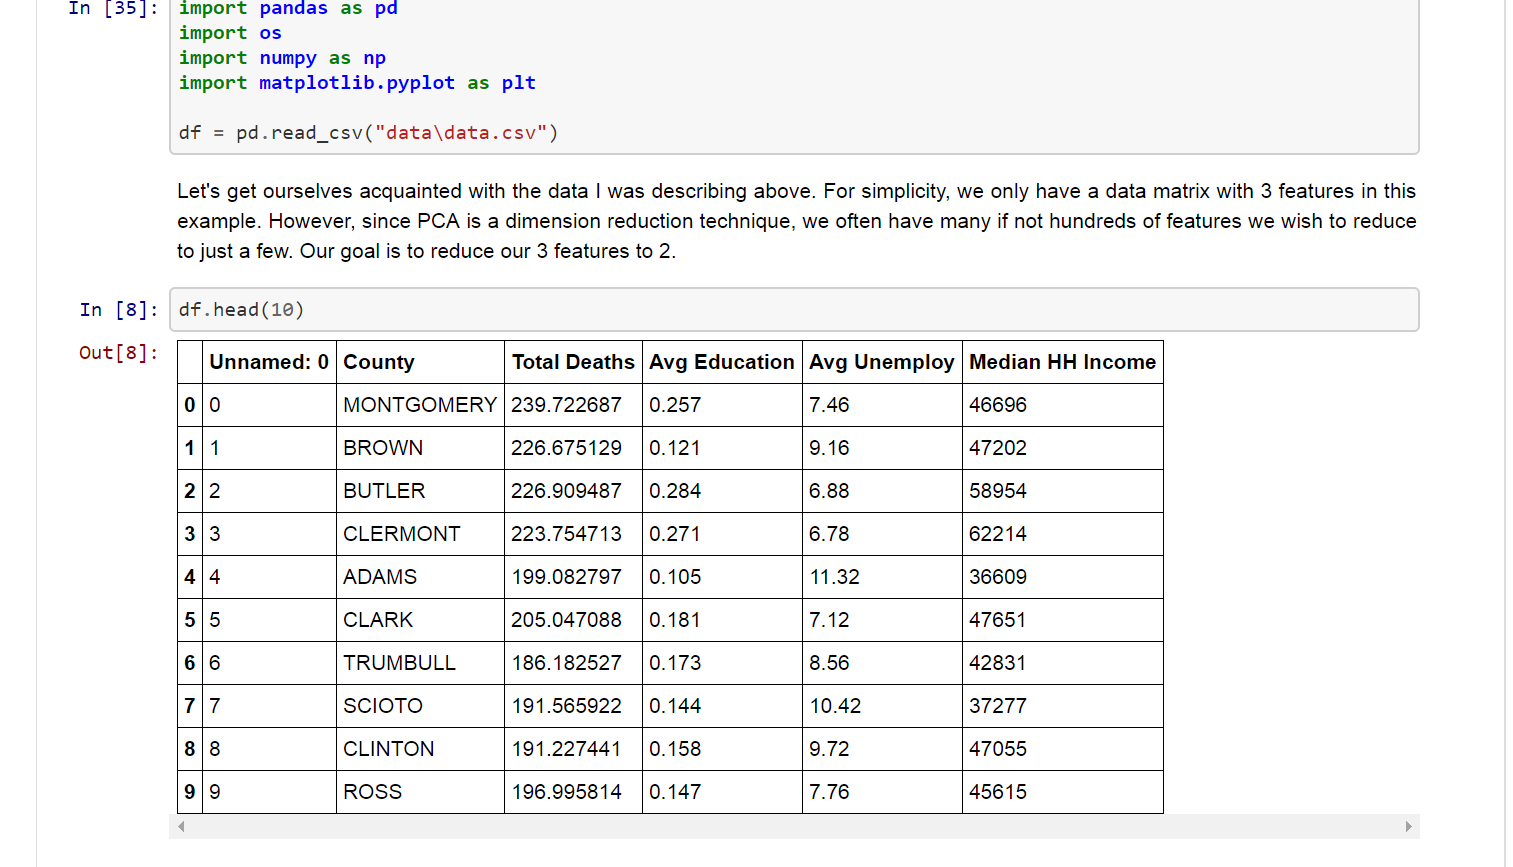 In [35]: import pandas as pd
import os
import numpy as np
import matplotlib.pyplot as plt
df = pd.read_csv("data\data.csv")
Let's get ourselves acquainted with the data I was describing above. For simplicity, we only have a data matrix with 3 features in this
example. However, since PCA is a dimension reduction technique, we often have many if not hundreds of features we wish to reduce
to just a few. Our goal is to reduce our 3 features to 2.
In [8]: df.head(10)
Out[8]:
Unnamed: 0 County Total Deaths Avg Education Avg Unemploy Median HH Income
0 0 MONTGOMERY 239.722687 0.257 7.46 46696
1 1 BROWN 226.675129 0.121 9.16 47202
2 2 BUTLER 226.909487 0.284 6.88 58954
3 3 CLERMONT 223.754713 0.271 6.78 62214
4 4 ADAMS 199.082797 0.105 11.32 36609
5 5 CLARK 205.047088 0.181 7.12 47651
6 6 TRUMBULL 186.182527 0.173 8.56 42831
7 7 SCIOTO 191.565922 0.144 10.42 37277
8 8 CLINTON 191.227441 0.158 9.72 47055
9 9 ROSS 196.995814 0.147 7.76 45615